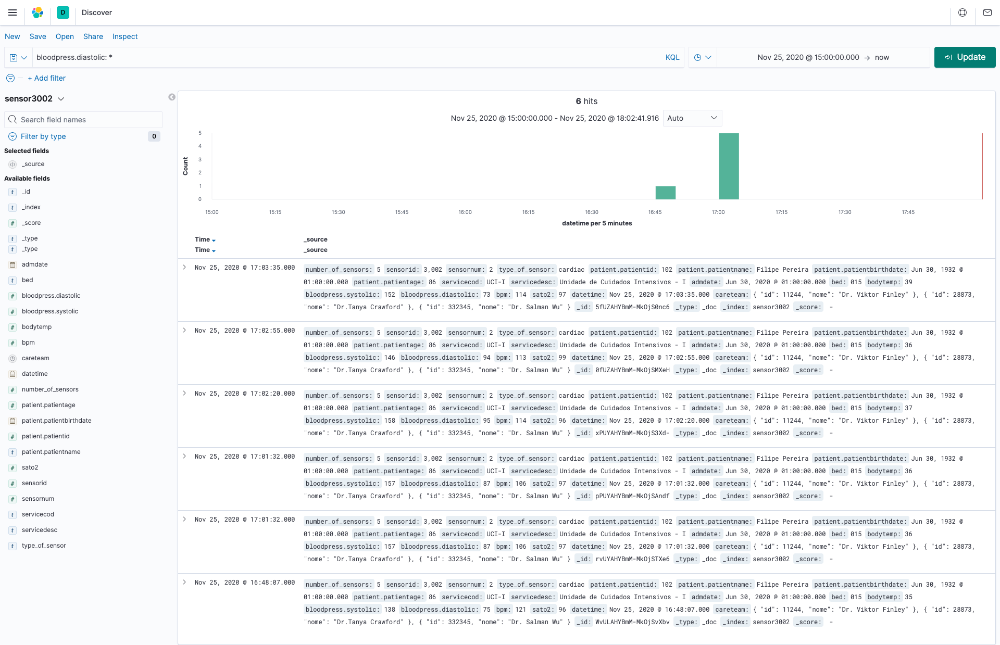 D Discover
New Save Open Share Inspect
bloodpress.diastolic: * KQL Nov 25, 2020 @ 15:00:00.000 → now Update
+ Add filter
sensor3002
Search field names
Filter by type 0
Selected fields
_source
Available fields
_id
_index
_score
_type
_type
admdate
bed
bloodpress.diastolic
bloodpress.systolic
bodytemp
bpm
careteam
datetime
number_of_sensors
patient.patientage
patient.patientbirthdate
patient.patientid
patient.patientname
sato2
sensorid
sensornum
servicecod
servicedesc
type_of_sensor
6 hits
Nov 25, 2020 @ 15:00:00.000 - Nov 25, 2020 @ 18:02:41.916 Auto
5
4
3
2
1
0
Count
15:00 15:15 15:30 15:45 16:00 16:15 16:30 16:45 17:00 17:15 17:30 17:45
datetime per 5 minutes
Time _source
Time _source
Nov 25, 2020 @ 17:03:35.000 number_of_sensors: 5 sensorid: 3,002 sensornum: 2 type_of_sensor: cardiac patient.patientid: 102 patient.patientname: Filipe Pereira patient.patientbirthdate: Jun 30, 1932 @
01:00:00.000 patient.patientage: 86 servicecod: UCI-I servicedesc: Unidade de Cuidados Intensivos - I admdate: Jun 30, 2020 @ 01:00:00.000 bed: 015 bodytemp: 39
bloodpress.systolic: 152 bloodpress.diastolic: 73 bpm: 114 sato2: 97 datetime: Nov 25, 2020 @ 17:03:35.000 careteam: { "id": 11244, "nome": "Dr. Viktor Finley" }, { "id": 28873,
"nome": "Dr.Tanya Crawford" }, { "id": 332345, "nome": "Dr. Salman Wu" } _id: 5fUZAHYBmM-MkOjS0nc6 _type: _doc _index: sensor3002 _score: -
Nov 25, 2020 @ 17:02:55.000 number_of_sensors: 5 sensorid: 3,002 sensornum: 2 type_of_sensor: cardiac patient.patientid: 102 patient.patientname: Filipe Pereira patient.patientbirthdate: Jun 30, 1932 @
01:00:00.000 patient.patientage: 86 servicecod: UCI-I servicedesc: Unidade de Cuidados Intensivos - I admdate: Jun 30, 2020 @ 01:00:00.000 bed: 015 bodytemp: 36
bloodpress.systolic: 146 bloodpress.diastolic: 94 bpm: 113 sato2: 99 datetime: Nov 25, 2020 @ 17:02:55.000 careteam: { "id": 11244, "nome": "Dr. Viktor Finley" }, { "id": 28873,
"nome": "Dr.Tanya Crawford" }, { "id": 332345, "nome": "Dr. Salman Wu" } _id: 0fUZAHYBmM-MkOjSMXeH _type: _doc _index: sensor3002 _score: -
Nov 25, 2020 @ 17:02:20.000 number_of_sensors: 5 sensorid: 3,002 sensornum: 2 type_of_sensor: cardiac patient.patientid: 102 patient.patientname: Filipe Pereira patient.patientbirthdate: Jun 30, 1932 @
01:00:00.000 patient.patientage: 86 servicecod: UCI-I servicedesc: Unidade de Cuidados Intensivos - I admdate: Jun 30, 2020 @ 01:00:00.000 bed: 015 bodytemp: 37
bloodpress.systolic: 158 bloodpress.diastolic: 95 bpm: 114 sato2: 96 datetime: Nov 25, 2020 @ 17:02:20.000 careteam: { "id": 11244, "nome": "Dr. Viktor Finley" }, { "id": 28873,
"nome": "Dr.Tanya Crawford" }, { "id": 332345, "nome": "Dr. Salman Wu" } _id: xPUYAHYBmM-MkOjS3Xd- _type: _doc _index: sensor3002 _score: -
Nov 25, 2020 @ 17:01:32.000 number_of_sensors: 5 sensorid: 3,002 sensornum: 2 type_of_sensor: cardiac patient.patientid: 102 patient.patientname: Filipe Pereira patient.patientbirthdate: Jun 30, 1932 @
01:00:00.000 patient.patientage: 86 servicecod: UCI-I servicedesc: Unidade de Cuidados Intensivos - I admdate: Jun 30, 2020 @ 01:00:00.000 bed: 015 bodytemp: 36
bloodpress.systolic: 157 bloodpress.diastolic: 87 bpm: 106 sato2: 97 datetime: Nov 25, 2020 @ 17:01:32.000 careteam: { "id": 11244, "nome": "Dr. Viktor Finley" }, { "id": 28873,
"nome": "Dr.Tanya Crawford" }, { "id": 332345, "nome": "Dr. Salman Wu" } _id: pPUYAHYBmM-MkOjSAndf _type: _doc _index: sensor3002 _score: -
Nov 25, 2020 @ 17:01:32.000 number_of_sensors: 5 sensorid: 3,002 sensornum: 2 type_of_sensor: cardiac patient.patientid: 102 patient.patientname: Filipe Pereira patient.patientbirthdate: Jun 30, 1932 @
01:00:00.000 patient.patientage: 86 servicecod: UCI-I servicedesc: Unidade de Cuidados Intensivos - I admdate: Jun 30, 2020 @ 01:00:00.000 bed: 015 bodytemp: 36
bloodpress.systolic: 157 bloodpress.diastolic: 87 bpm: 106 sato2: 97 datetime: Nov 25, 2020 @ 17:01:32.000 careteam: { "id": 11244, "nome": "Dr. Viktor Finley" }, { "id": 28873,
"nome": "Dr.Tanya Crawford" }, { "id": 332345, "nome": "Dr. Salman Wu" } _id: rvUYAHYBmM-MkOjSTXe6 _type: _doc _index: sensor3002 _score: -
Nov 25, 2020 @ 16:48:07.000 number_of_sensors: 5 sensorid: 3,002 sensornum: 2 type_of_sensor: cardiac patient.patientid: 102 patient.patientname: Filipe Pereira patient.patientbirthdate: Jun 30, 1932 @
01:00:00.000 patient.patientage: 86 servicecod: UCI-I servicedesc: Unidade de Cuidados Intensivos - I admdate: Jun 30, 2020 @ 01:00:00.000 bed: 015 bodytemp: 35
bloodpress.systolic: 138 bloodpress.diastolic: 75 bpm: 121 sato2: 96 datetime: Nov 25, 2020 @ 16:48:07.000 careteam: { "id": 11244, "nome": "Dr. Viktor Finley" }, { "id": 28873,
"nome": "Dr.Tanya Crawford" }, { "id": 332345, "nome": "Dr. Salman Wu" } _id: WvULAHYBmM-MkOjSvXbv _type: _doc _index: sensor3002 _score: -